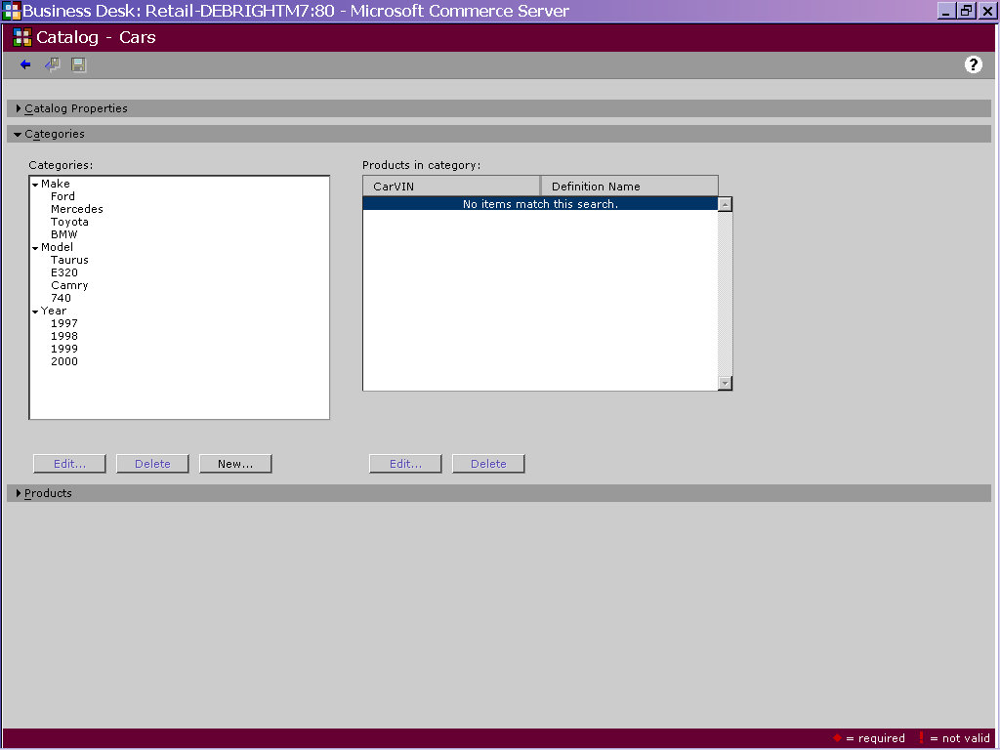 Business Desk: Retail-DEBRIGHTM7:80 - Microsoft Commerce Server
Catalog - Cars
?
Catalog Properties
Categories
Categories:
Make
Ford
Mercedes
Toyota
BMW
Model
Taurus
E320
Camry
740
Year
1997
1998
1999
2000
Products in category:
CarVIN Definition Name
No items match this search.
Edit... Delete New... Edit... Delete
Products
= required ! = not valid